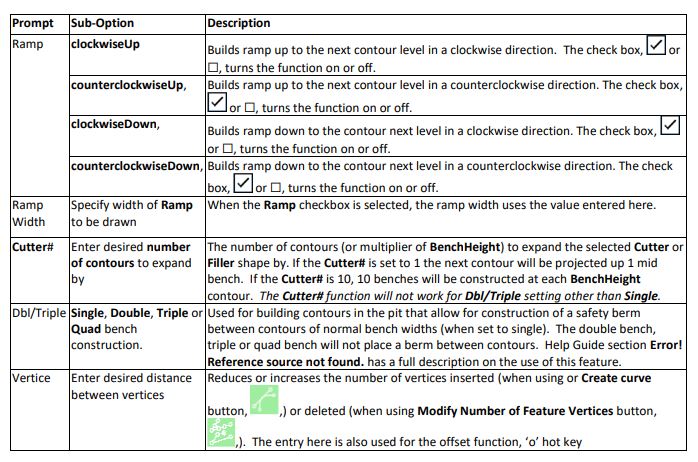 Prompt Sub-Option Description
Ramp clockwiseUp
Builds ramp up to the next contour level in a clockwise direction. The check box, ☑ or
☐, turns the function on or off.
counterclockwiseUp, Builds ramp up to the next contour level in a counterclockwise direction. The check box,
☑ or ☐, turns the function on or off.
clockwiseDown,
Builds ramp down to the contour next level in a clockwise direction. The check box, ☑
or ☐, turns the function on or off.
counterclockwiseDown, Builds ramp down to the contour next level in a counterclockwise direction. The check
box, ☑ or ☐, turns the function on or off.
Ramp Width
Specify width of Ramp
to be drawn
When the Ramp checkbox is selected, the ramp width uses the value entered here.
Cutter#
Enter desired number
of contours to expand
by
The number of contours (or multiplier of BenchHeight) to expand the selected Cutter or
Filler shape by. If the Cutter# is set to 1 the next contour will be projected up 1 mid
bench. If the Cutter# is 10, 10 benches will be constructed at each BenchHeight
contour. The Cutter# function will not work for Dbl/Triple setting other than Single.
Dbl/Triple
Single, Double, Triple or
Quad bench
construction.
Used for building contours in the pit that allow for construction of a safety berm
between contours of normal bench widths (when set to single). The double bench,
triple or quad bench will not place a berm between contours. Help Guide section Error!
Reference source not found. has a full description on the use of this feature.
Vertice
Enter desired distance
between vertices
Reduces or increases the number of vertices inserted (when using or Create curve
button, ,) or deleted (when using Modify Number of Feature Vertices button,
,). The entry here is also used for the offset function, 'o' hot key